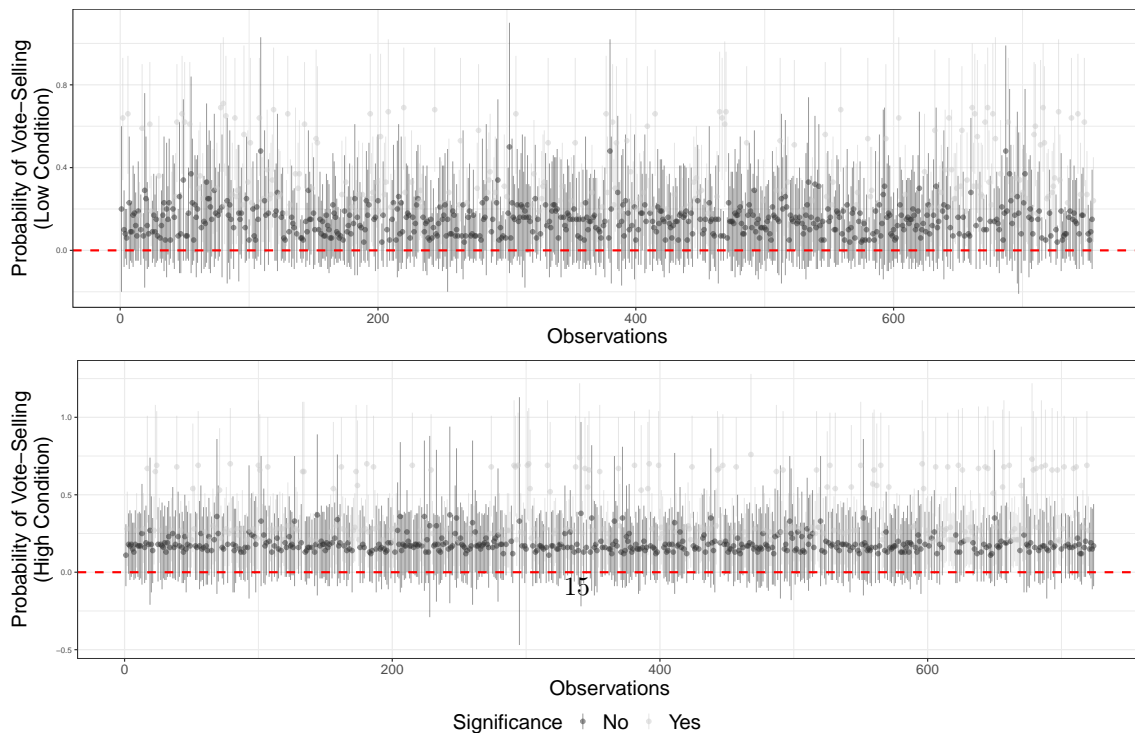 Probability of Vote−Selling
(Low Condition)
0.8
0.4
0.0
0
200
400
600
Observations
Probability of Vote−Selling
(High Condition)
1.0
0.5
0.0
−0.5
15
0
200
400
600
Observations
Significance No Yes